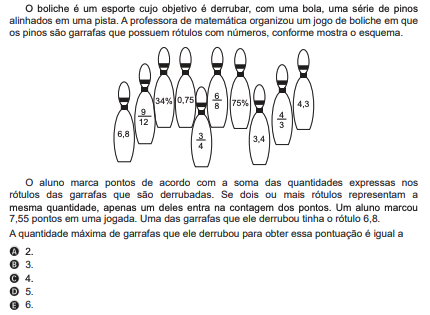 O boliche é um esporte cujo objetivo é derrubar, com uma bola, uma série de pinos
alinhados em uma pista. A professora de matemática organizou um jogo de boliche em que
os pinos são garrafas que possuem rótulos com números, conforme mostra o esquema.
6,8
9/12
34%
0,75
3/4
6/8
75%
3,4
4/3
4,3
O aluno marca pontos de acordo com a soma das quantidades expressas nos
rótulos das garrafas que são derrubadas. Se dois ou mais rótulos representam a
mesma quantidade, apenas um deles entra na contagem dos pontos. Um aluno marcou
7,55 pontos em uma jogada. Uma das garrafas que ele derrubou tinha o rótulo 6,8.
A quantidade máxima de garrafas que ele derrubou para obter essa pontuação é igual a
A 2.
B 3.
C 4.
D 5.
E 6.